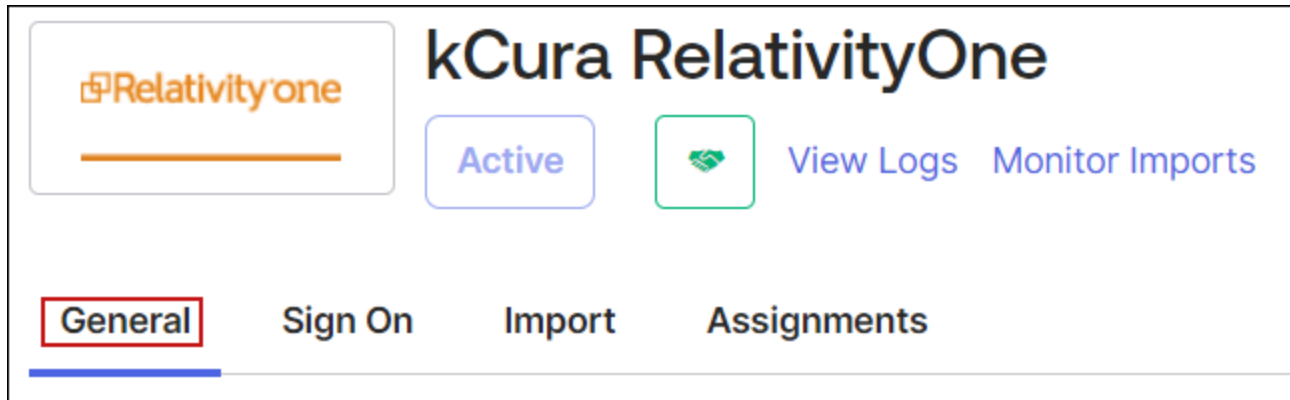 kCura RelativityOne
Relativity one
Active View Logs Monitor Imports
General Sign On Import Assignments